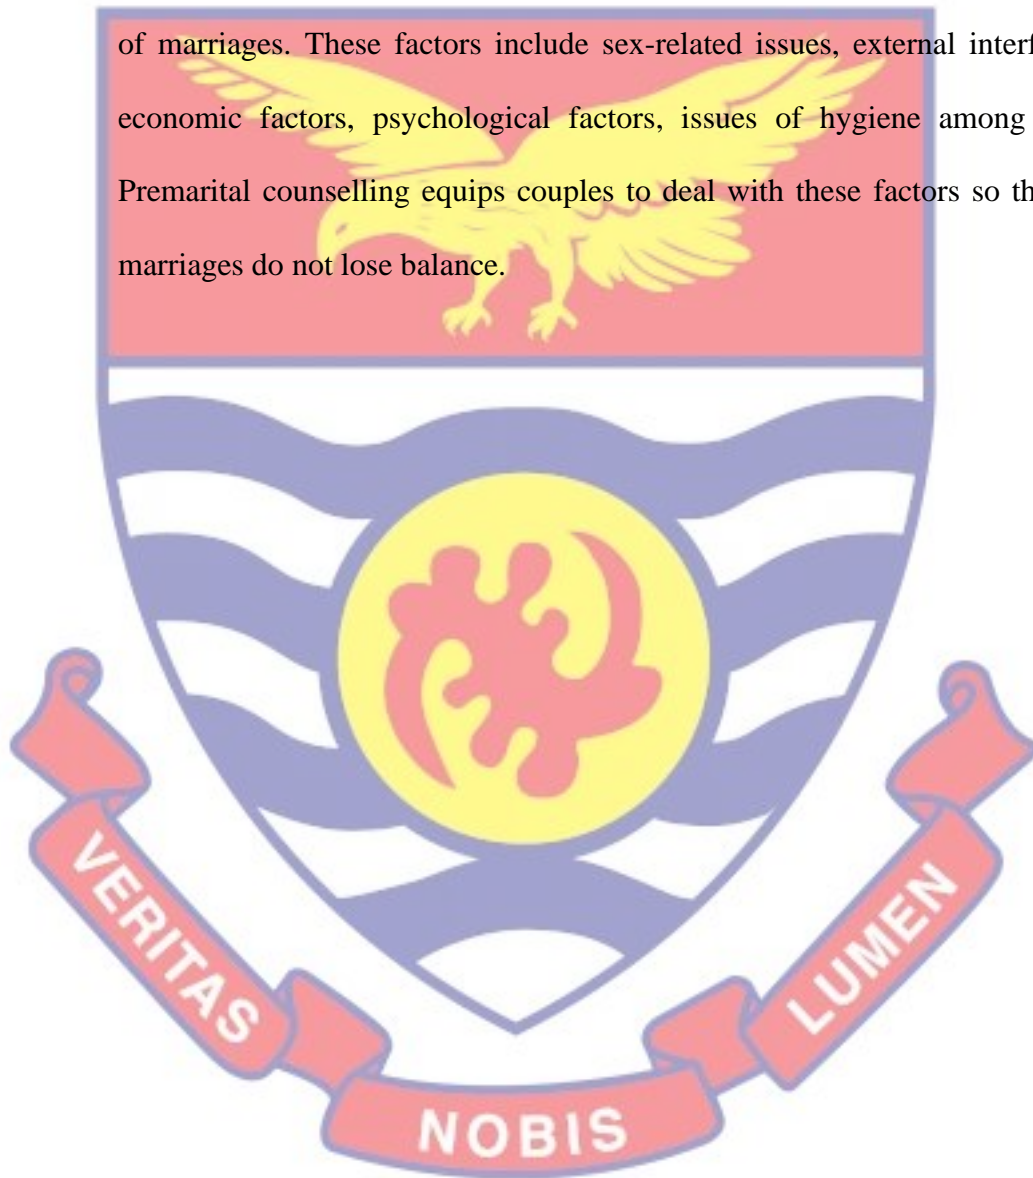 of marriages. These factors include sex-related issues, external interf
economic factors, psychological factors, issues of hygiene among
Premarital counselling equips couples to deal with these factors so th
marriages do not lose balance.
VERITAS
NOBIS
LUMEN